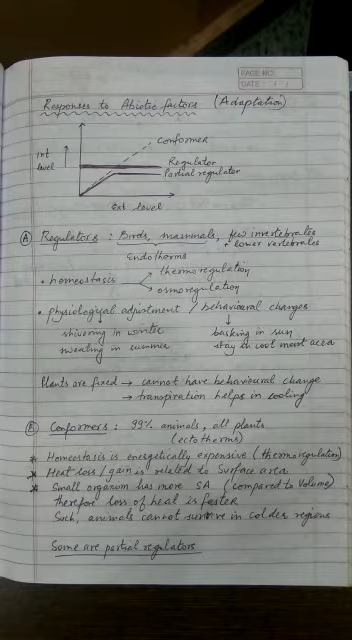 PAGE NO:
DATE: / /
Responses to Abiotic factors (Adaptation)
Conformer
Int level
Regulator
Partial regulator
Ext level
(A) Regulators : Birds, mammals, few invertebrates
+ lower vertebrates
Endotherms
• homeostasis → thermoregulation
→ osmoregulation
• physiological adjustment / behavioural changes
↓ ↓
shivering in winter basking in sun
sweating in summer stay in cool moist area
Plants are fixed → cannot have behavioural change
→ transpiration helps in cooling
(B) Conformers : 99% animals, all plants
(ectotherms)
* Homeostasis is energetically expensive (thermoregulation)
* Heat loss / gain is related to Surface area
* Small organism has more SA (compared to Volume)
therefor loss of heat is faster
Such, animals cannot survive in colder regions
Some are partial regulators